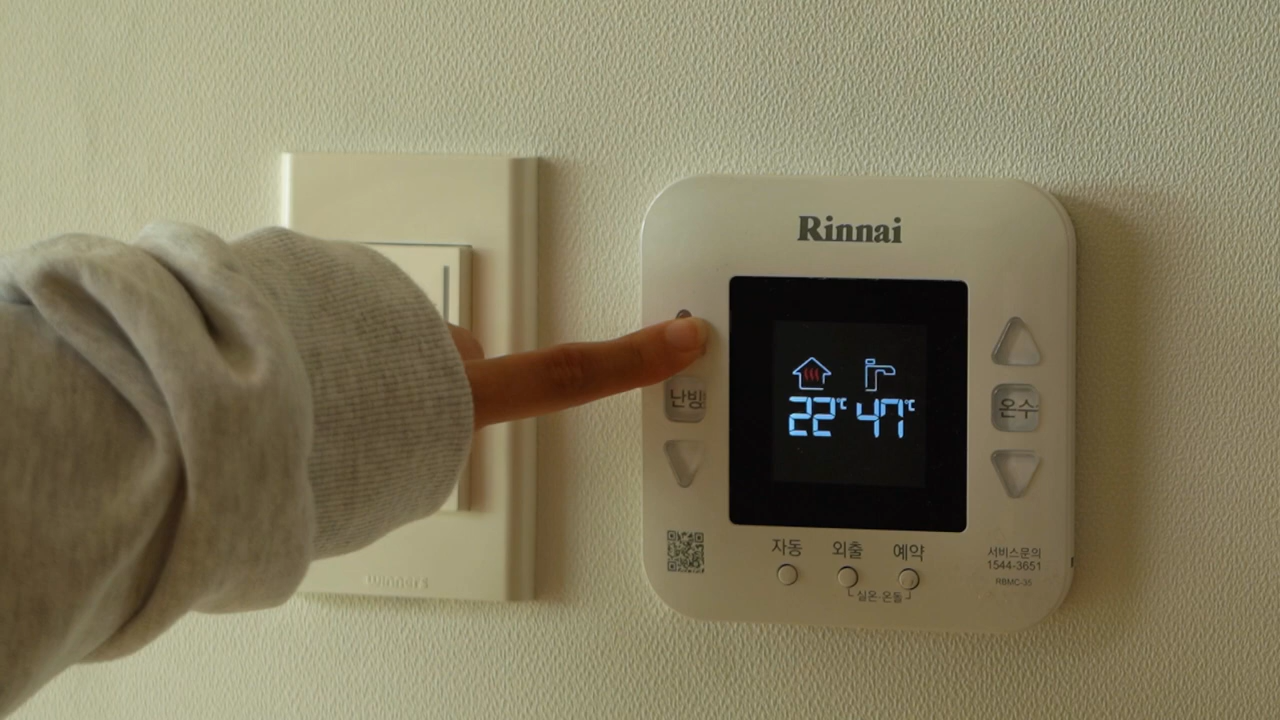 Rinnai
22℃ 47℃
난방
온수
자동 외출 예약
실온·온돌
서비스문의
1544-3651
RBMC-35
winners